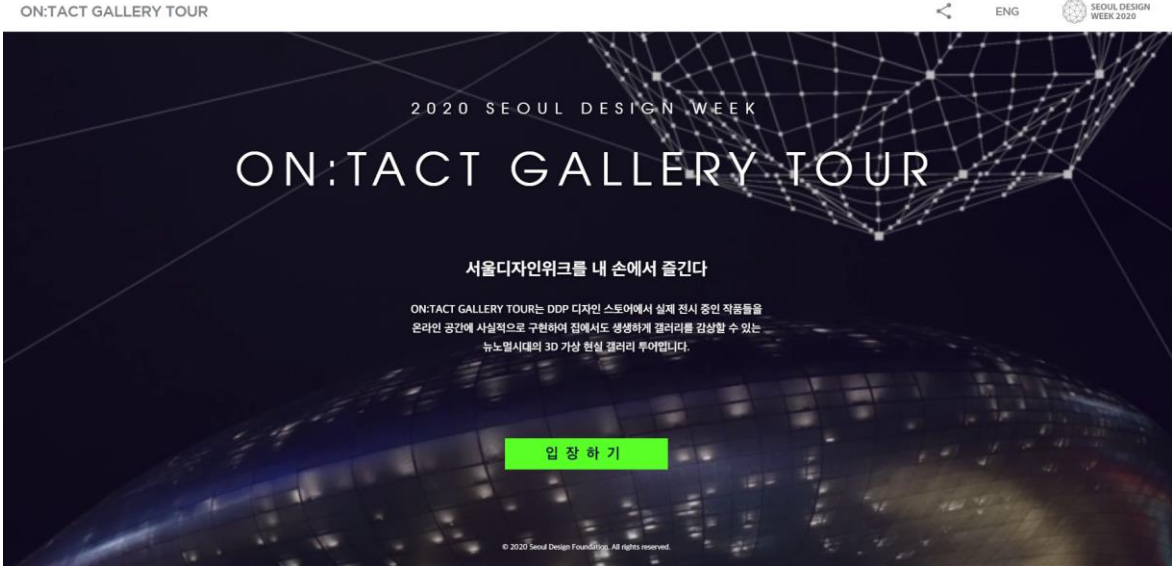 ON:TACT GALLERY TOUR
ENG
SEOUL DESIGN
WEEK 2020
2020 SEOUL DESIGN WEEK
ON:TACT GALLERY TOUR
서울디자인위크를 내 손에서 즐긴다
ON:TACT GALLERY TOUR는 DDP 디자인 스토어에서 실제 전시 중인 작품들을
온라인 공간에 사실적으로 구현하여 집에서도 생생하게 갤러리를 감상할 수 있는
뉴노멀시대의 3D 가상 현실 갤러리 투어입니다.
입장하기
© 2020 Seoul Design Foundation. All rights reserved.